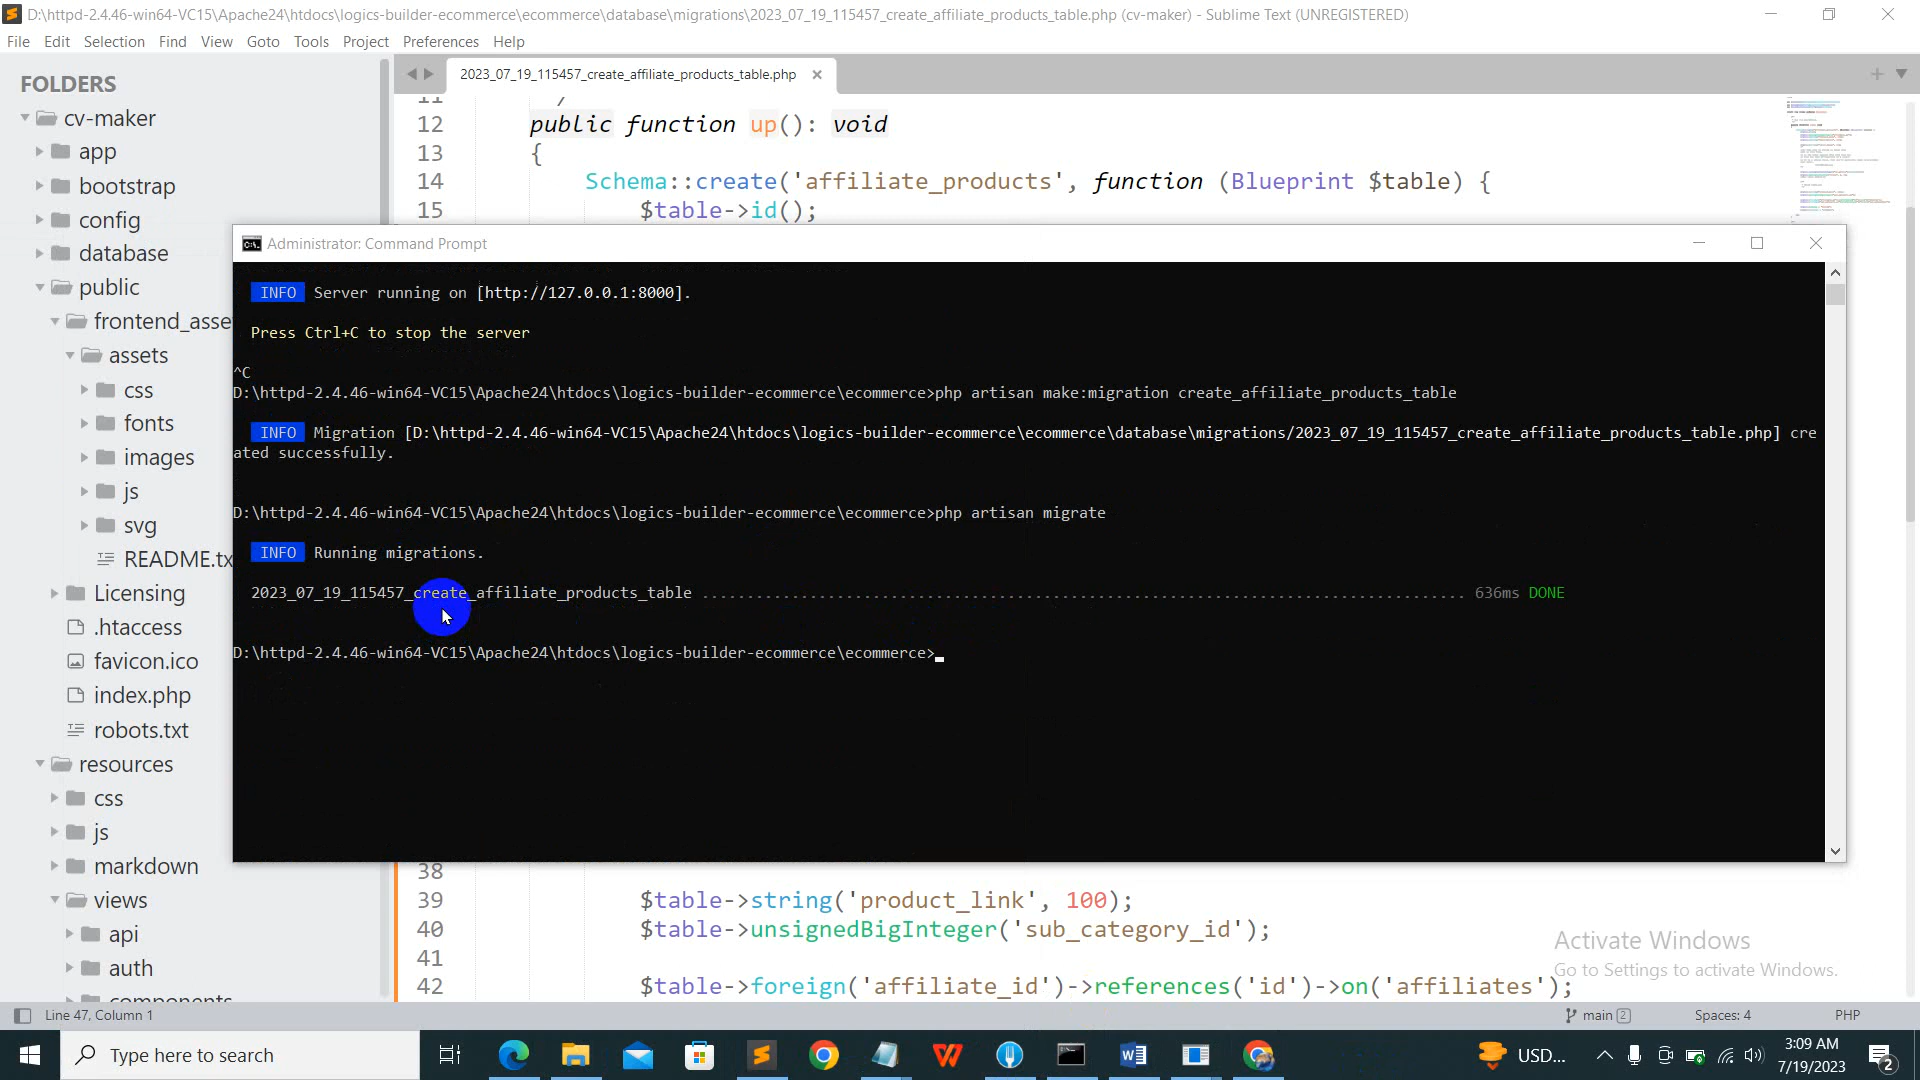 D:\httpd-2.4.46-win64-VC15\Apache24\htdocs\logics-builder-ecommerce\ecommerce\database\migrations\2023_07_19_115457_create_affiliate_products_table.php (cv-maker) - Sublime Text (UNREGISTERED)
File Edit Selection Find View Goto Tools Project Preferences Help
FOLDERS
cv-maker
app
bootstrap
config
database
public
frontend_asse
assets
css
fonts
images
js
svg
README.tx
Licensing
.htaccess
favicon.ico
index.php
robots.txt
resources
css
js
markdown
views
api
auth
components
2023_07_19_115457_create_affiliate_products_table.php
11 */
12 public function up(): void
13 {
14 Schema::create('affiliate_products', function (Blueprint $table) {
15 $table->id();
Administrator: Command Prompt
INFO Server running on [http://127.0.0.1:8000].
Press Ctrl+C to stop the server
^C
D:\httpd-2.4.46-win64-VC15\Apache24\htdocs\logics-builder-ecommerce\ecommerce>php artisan make:migration create_affiliate_products_table
INFO Migration [D:\httpd-2.4.46-win64-VC15\Apache24\htdocs\logics-builder-ecommerce\ecommerce\database\migrations/2023_07_19_115457_create_affiliate_products_table.php] cre
ated successfully.
D:\httpd-2.4.46-win64-VC15\Apache24\htdocs\logics-builder-ecommerce\ecommerce>php artisan migrate
INFO Running migrations.
2023_07_19_115457_create_affiliate_products_table ..................................................................................... 636ms DONE
D:\httpd-2.4.46-win64-VC15\Apache24\htdocs\logics-builder-ecommerce\ecommerce>
38
39 $table->string('product_link', 100);
40 $table->unsignedBigInteger('sub_category_id');
41
42 $table->foreign('affiliate_id')->references('id')->on('affiliates');
Activate Windows
Go to Settings to activate Windows.
Line 47, Column 1
main 2
Spaces: 4
PHP
Type here to search
USD...
3:09 AM
7/19/2023
2